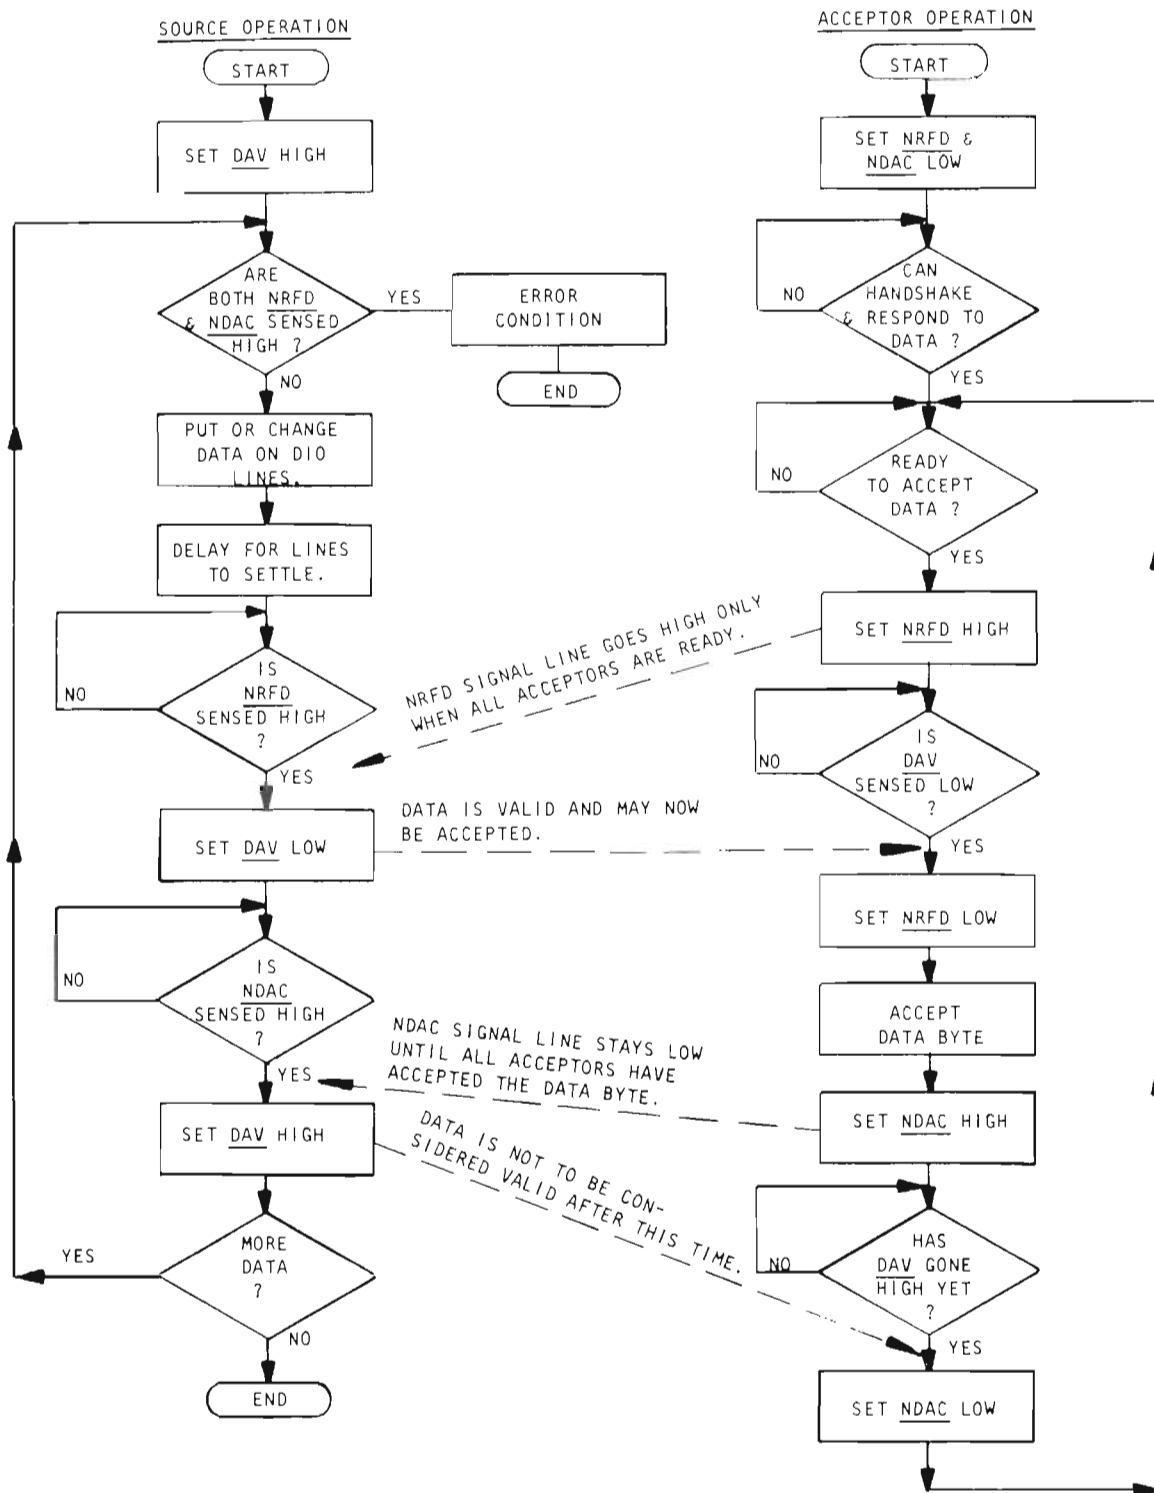 SOURCE OPERATION
START
SET DAV HIGH
ARE
BOTH NRFD
& NDAC SENSED
HIGH ?
YES
ERROR
CONDITION
END
NO
PUT OR CHANGE
DATA ON DIO
LINES.
DELAY FOR LINES
TO SETTLE.
IS
NRFD
SENSED HIGH
?
NO
YES
SET DAV LOW
IS
NDAC
SENSED HIGH
?
NO
YES
SET DAV HIGH
MORE
DATA
?
YES
NO
END
NRFD SIGNAL LINE GOES HIGH ONLY
WHEN ALL ACCEPTORS ARE READY.
DATA IS VALID AND MAY NOW
BE ACCEPTED.
NDAC SIGNAL LINE STAYS LOW
UNTIL ALL ACCEPTORS HAVE
ACCEPTED THE DATA BYTE.
DATA IS NOT TO BE CON-
SIDERED VALID AFTER THIS TIME.
ACCEPTOR OPERATION
START
SET NRFD &
NDAC LOW
CAN
HANDSHAKE
& RESPOND TO
DATA ?
NO
YES
READY
TO ACCEPT
DATA ?
NO
YES
SET NRFD HIGH
IS
DAV
SENSED LOW
?
NO
YES
SET NRFD LOW
ACCEPT
DATA BYTE
SET NDAC HIGH
HAS
DAV GONE
HIGH YET
?
NO
YES
SET NDAC LOW